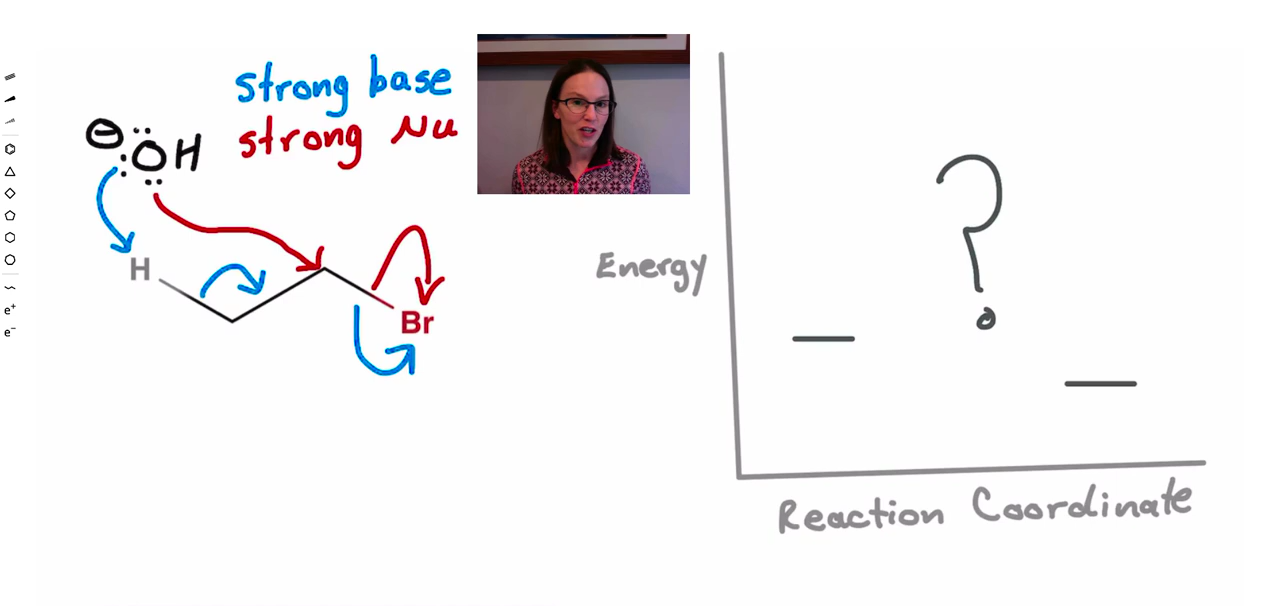 strong base
strong Nu
⊖ :ÖH
H
Br
Energy
?
Reaction Coordinate
e⁺
e⁻